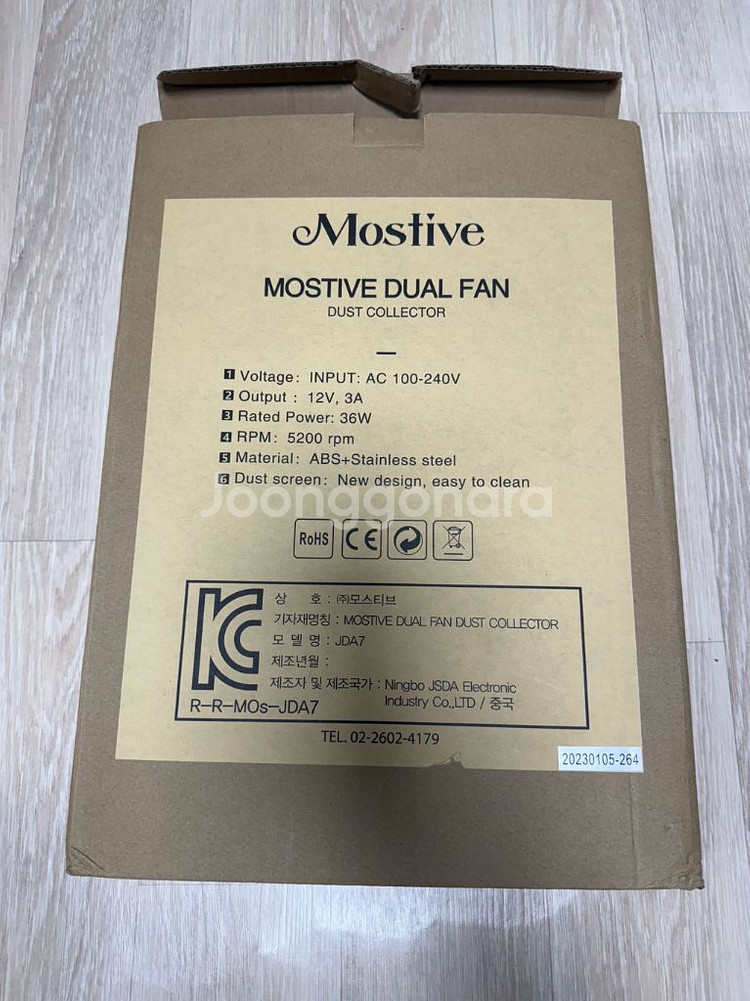 Mostive
MOSTIVE DUAL FAN
DUST COLLECTOR
1 Voltage: INPUT: AC 100-240V
2 Output : 12V, 3A
3 Rated Power: 36W
4 RPM: 5200 rpm
5 Material: ABS+Stainless steel
6 Dust screen: New design, easy to clean
Joonggonara
RoHS CE
KC
상 호 : ㈜모스티브
기자재명칭 : MOSTIVE DUAL FAN DUST COLLECTOR
모 델 명 : JDA7
제조년월 :
제조자 및 제조국가 : Ningbo JSDA Electronic
Industry Co.,LTD / 중국
R-R-MOs-JDA7
TEL. 02-2602-4179
20230105-264